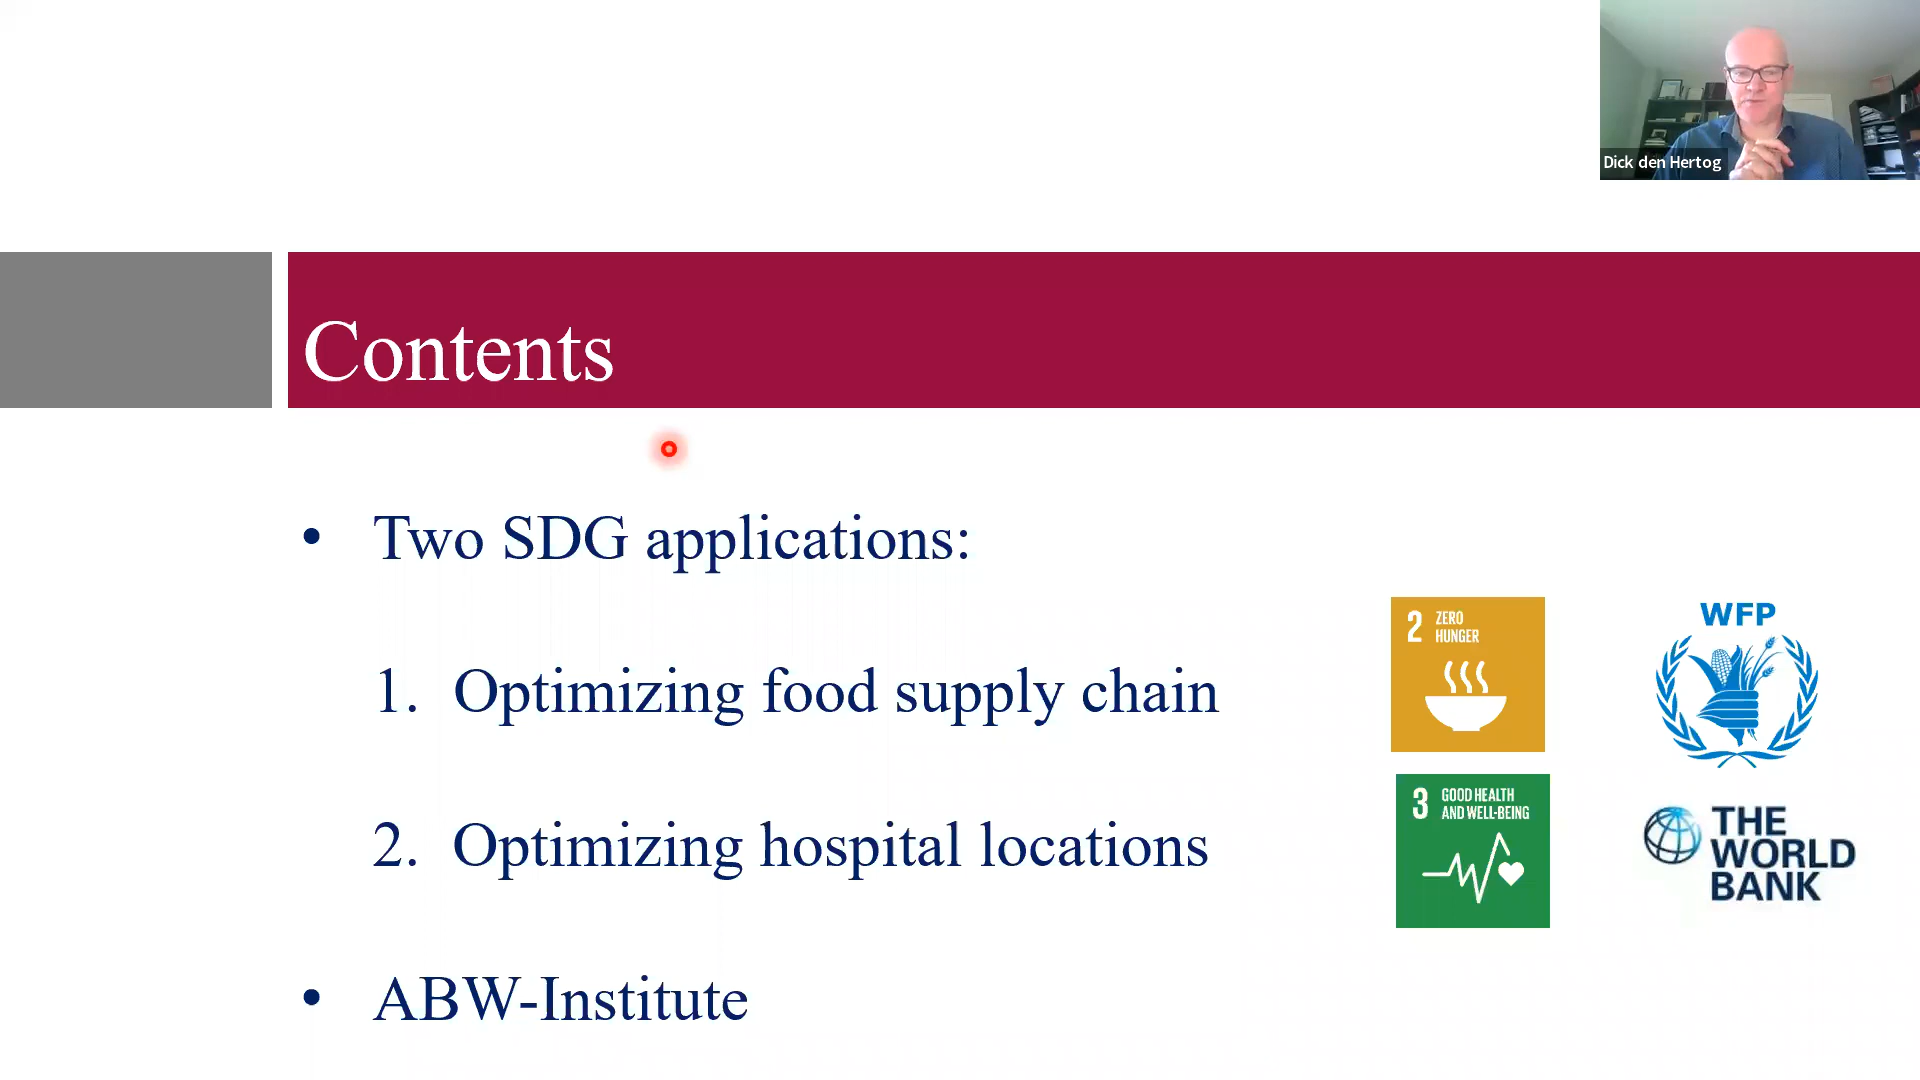 Dick den Hertog
Contents
• Two SDG applications:
1. Optimizing food supply chain
2 ZERO
HUNGER
WFP
2. Optimizing hospital locations
3 GOOD HEALTH
AND WELL-BEING
THE
WORLD
BANK
• ABW-Institute